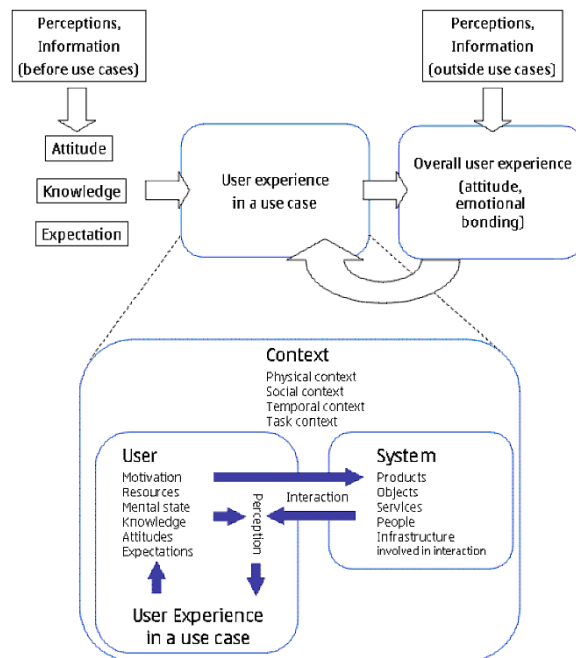 Perceptions,
Information
(before use cases)
Perceptions,
Information
(outside use cases)
Attitude
Knowledge
Expectation
User experience
in a use case
Overall user experience
(attitude,
emotional
bonding)
Context
Physical context
Social context
Temporal context
Task context
User
Motivation
Resources
Mental state
Knowledge
Attitudes
Expectations
Perception
Interaction
System
Products
Objects
Services
People
Infrastructure
involved in interaction
User Experience
in a use case